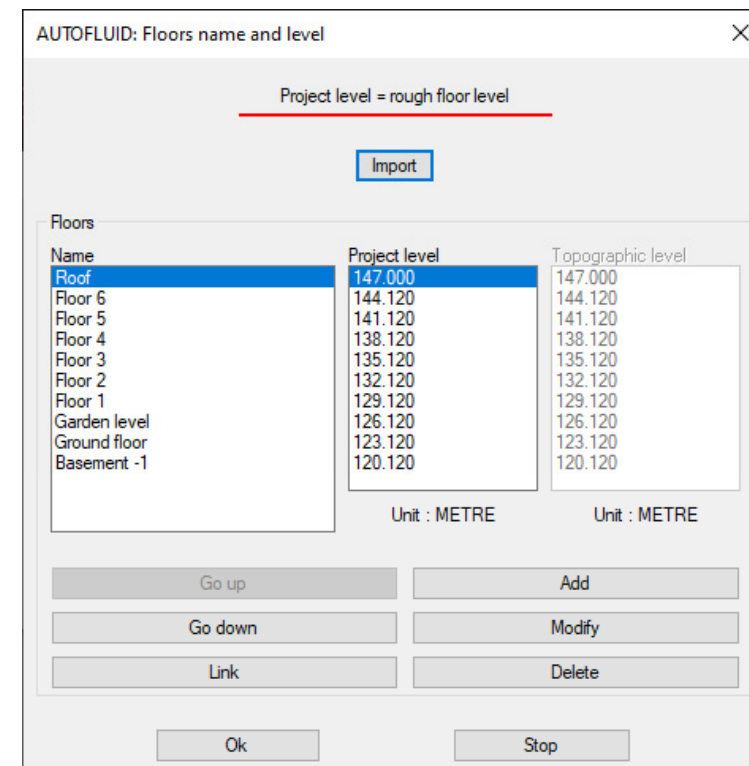 AUTOFLUID: Floors name and level
Project level = rough floor level
Import
Floors
Name Project level Topographic level
Roof 147.000 147.000
Floor 6 144.120 144.120
Floor 5 141.120 141.120
Floor 4 138.120 138.120
Floor 3 135.120 135.120
Floor 2 132.120 132.120
Floor 1 129.120 129.120
Garden level 126.120 126.120
Ground floor 123.120 123.120
Basement -1 120.120 120.120
Unit : METRE Unit : METRE
Go up Add
Go down Modify
Link Delete
Ok Stop